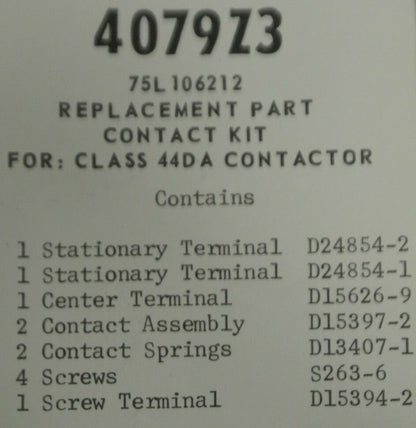 4079Z3
75L106212
REPLACEMENT PART
CONTACT KIT
FOR: CLASS 44DA CONTACTOR
Contains
1 Stationary Terminal D24854-2
1 Stationary Terminal D24854-1
1 Center Terminal D15626-9
2 Contact Assembly D15397-2
2 Contact Springs D13407-1
4 Screws S263-6
1 Screw Terminal D15394-2